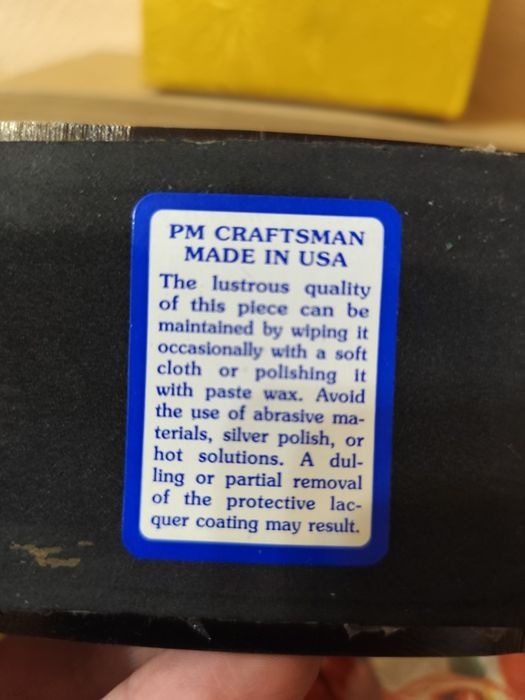 PM CRAFTSMAN
MADE IN USA
The lustrous quality
of this piece can be
maintained by wiping it
occasionally with a soft
cloth or polishing it
with paste wax. Avoid
the use of abrasive ma-
terials, silver polish, or
hot solutions. A dul-
ling or partial removal
of the protective lac-
quer coating may result.